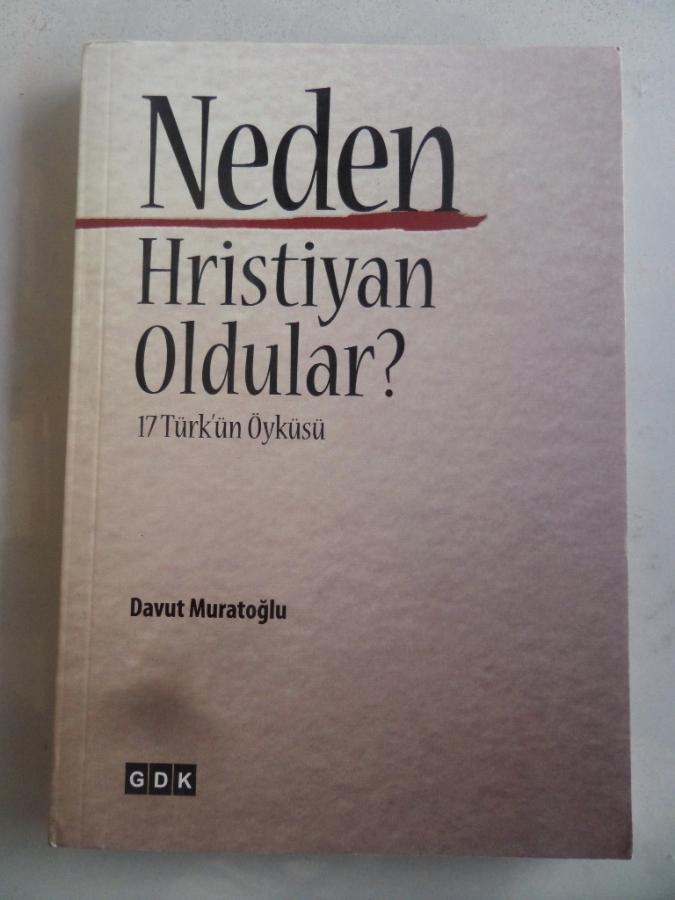 Neden
Hristiyan
Oldular?
17 Türk'ün Öyküsü
Davut Muratoğlu
GDK